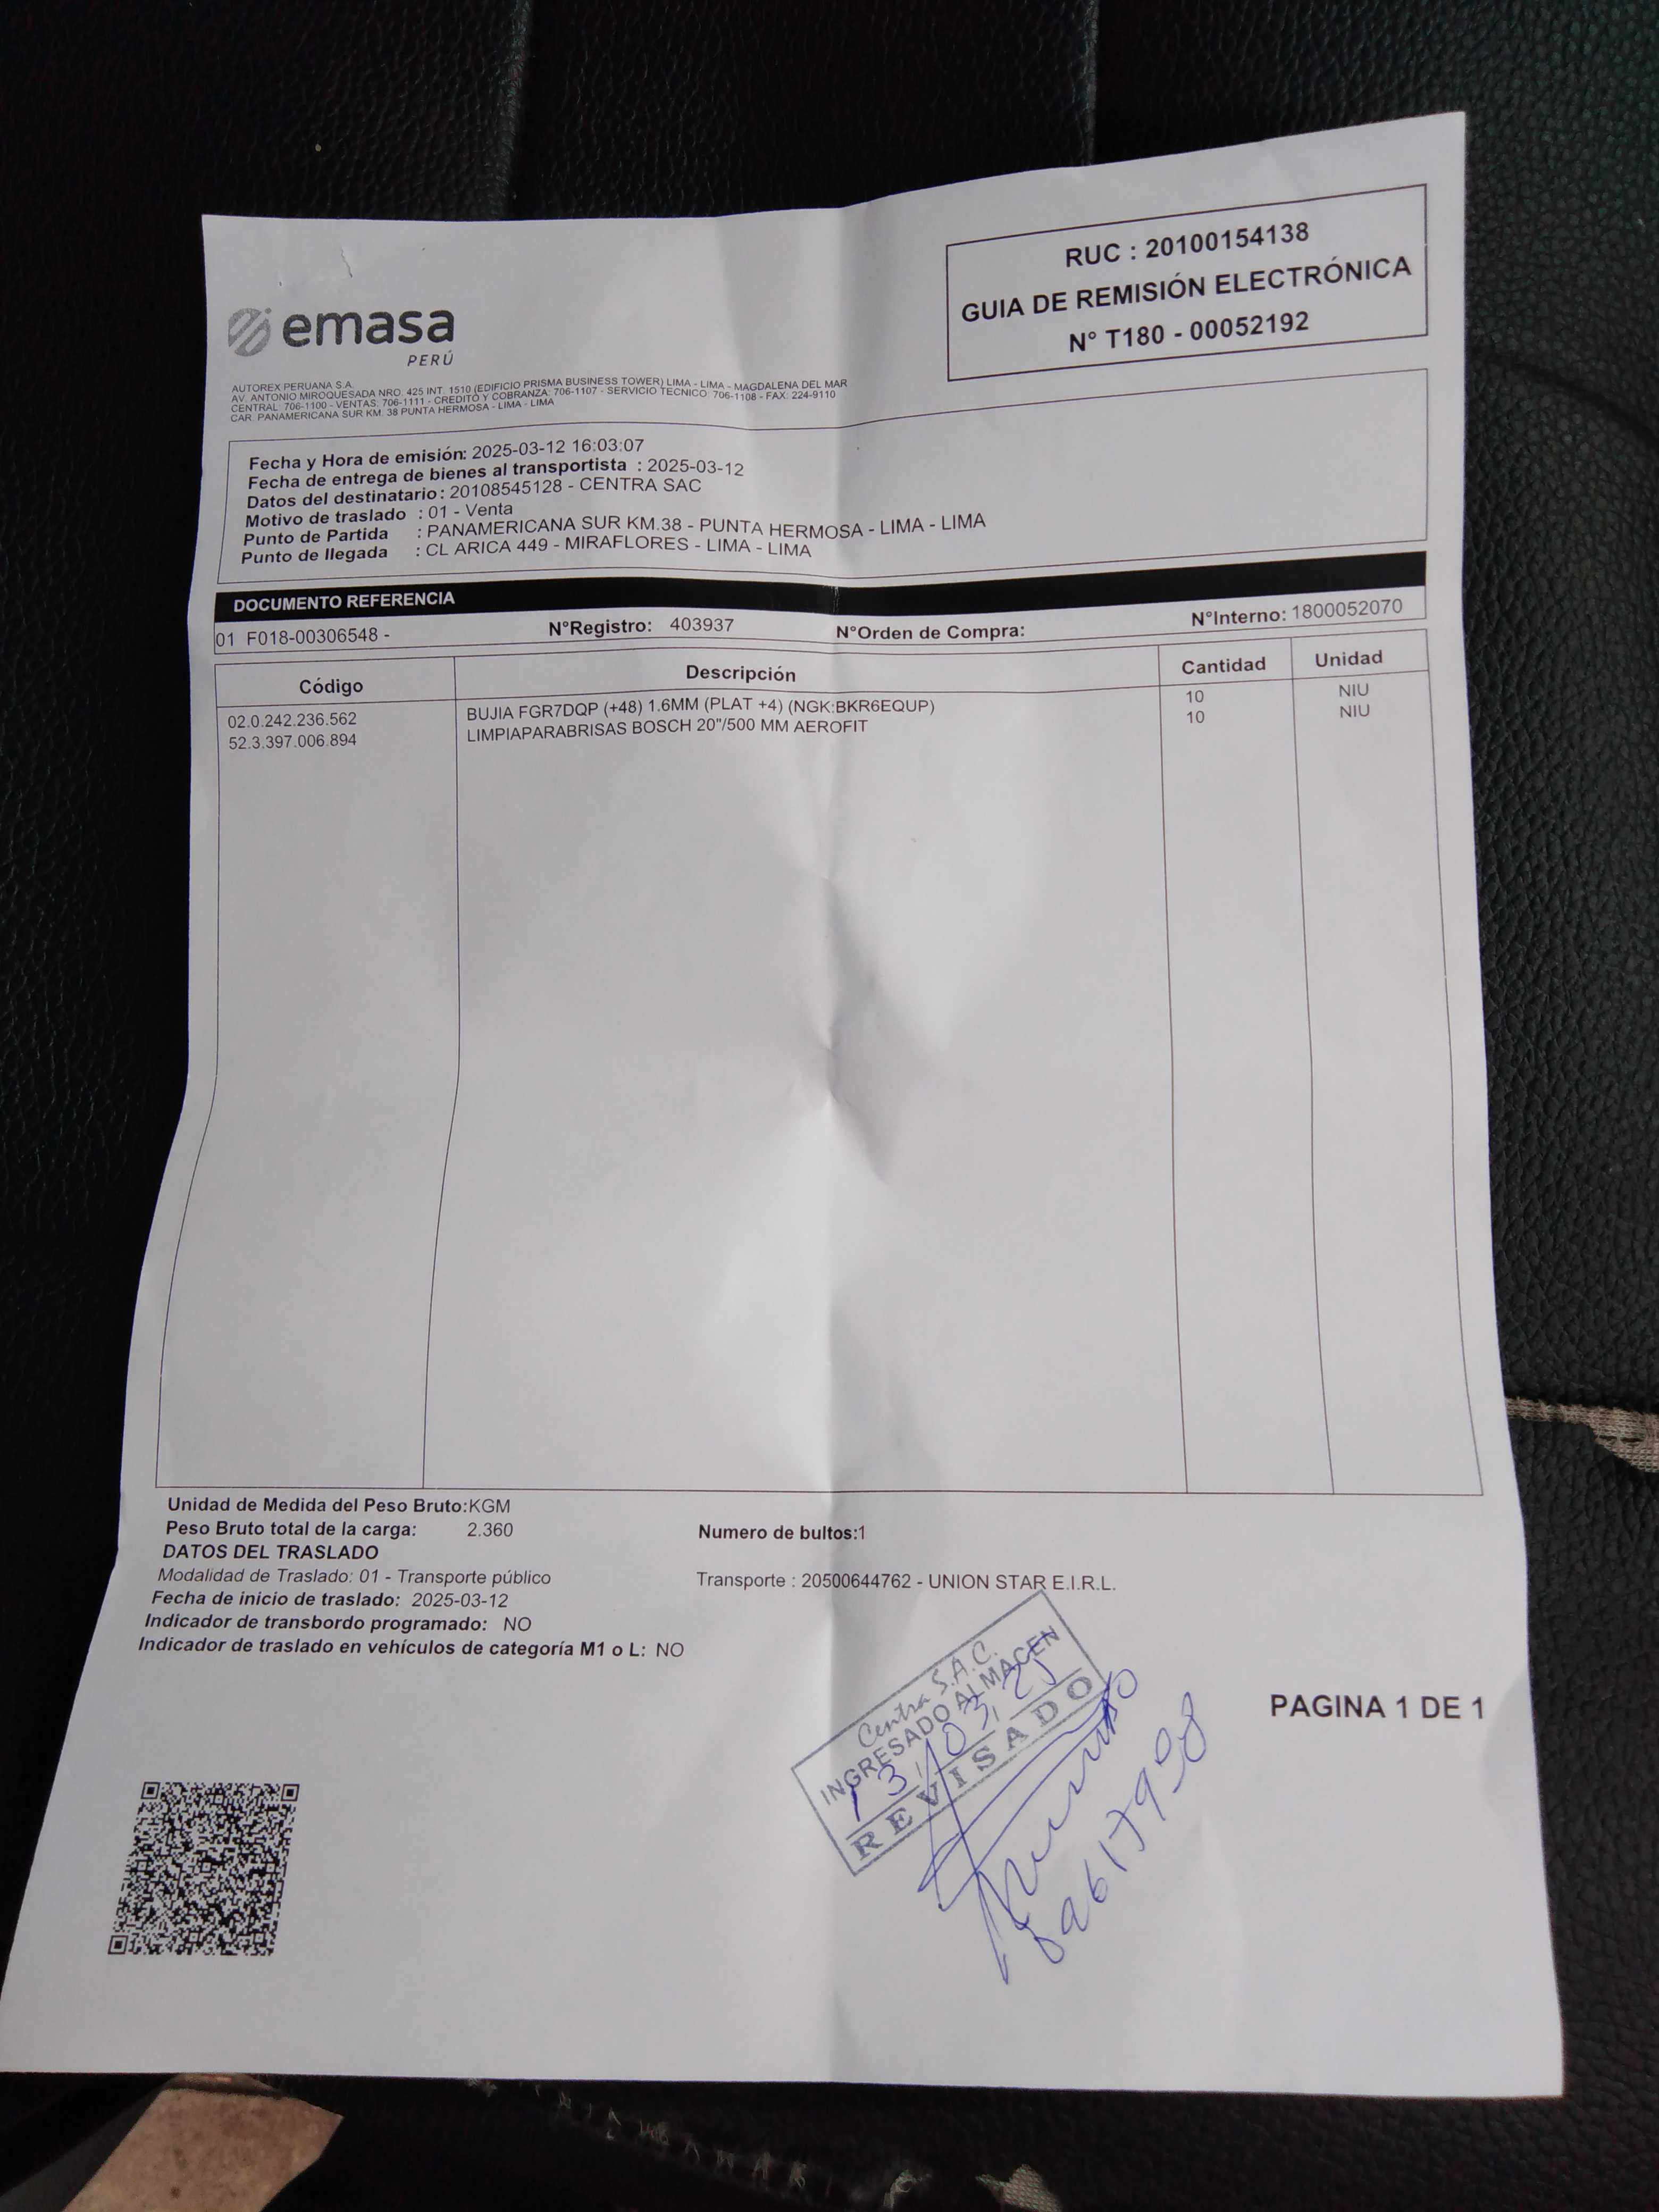 RUC : 20100154138
GUIA DE REMISIÓN ELECTRÓNICA
N° T180 - 00052192
emasa
PERÚ
AUTOREX PERUANA S.A.
AV. ANTONIO MIROQUESADA NRO. 425 INT. 1510 (EDIFICIO PRISMA BUSINESS TOWER) LIMA - LIMA - MAGDALENA DEL MAR
CENTRAL: 706-1100 - VENTAS: 706-1111 - CREDITO Y COBRANZA: 706-1107 - SERVICIO TECNICO: 706-1108 - FAX: 224-9110
CAR. PANAMERICANA SUR KM. 38 PUNTA HERMOSA - LIMA - LIMA
Fecha y Hora de emisión: 2025-03-12 16:03:07
Fecha de entrega de bienes al transportista : 2025-03-12
Datos del destinatario : 20108545128 - CENTRA SAC
Motivo de traslado : 01 - Venta
Punto de Partida : PANAMERICANA SUR KM.38 - PUNTA HERMOSA - LIMA - LIMA
Punto de llegada : CL ARICA 449 - MIRAFLORES - LIMA - LIMA
DOCUMENTO REFERENCIA
01 F018-00306548 - N°Registro: 403937 N°Orden de Compra: N°Interno: 1800052070
Código Descripción Cantidad Unidad
02.0.242.236.562 BUJIA FGR7DQP (+48) 1.6MM (PLAT +4) (NGK:BKR6EQUP) 10 NIU
52.3.397.006.894 LIMPIAPARABRISAS BOSCH 20"/500 MM AEROFIT 10 NIU
Unidad de Medida del Peso Bruto:KGM
Peso Bruto total de la carga: 2.360 Numero de bultos:1
DATOS DEL TRASLADO
Modalidad de Traslado: 01 - Transporte público Transporte : 20500644762 - UNION STAR E.I.R.L.
Fecha de inicio de traslado: 2025-03-12
Indicador de transbordo programado: NO
Indicador de traslado en vehículos de categoría M1 o L: NO
Centra S.A.C.
INGRESADO ALMACEN
13/03/25
REVISADO
PAGINA 1 DE 1